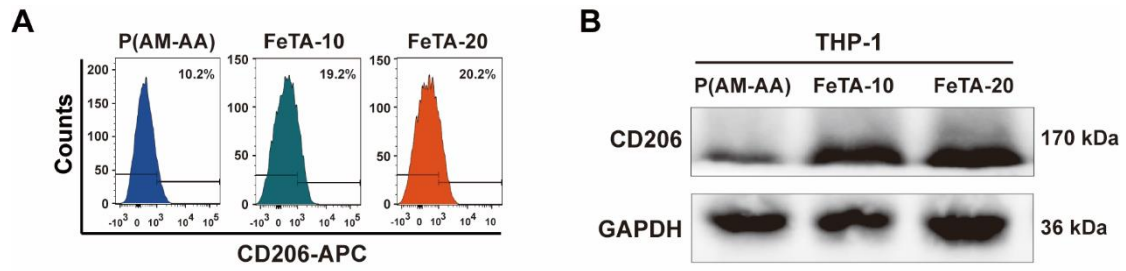 A
P(AM-AA) FeTA-10 FeTA-20
10.2% 19.2% 20.2%
200 150 150
150 100 100
100 50 50
50
0 0 0
-10³ 0 10³ 10⁴ 10⁵ -10³ 0 10³ 10⁴ 10⁵ -10³ 0 10³ 10⁴ 10
Counts
CD206-APC
B
THP-1
P(AM-AA) FeTA-10 FeTA-20
CD206 170 kDa
GAPDH 36 kDa